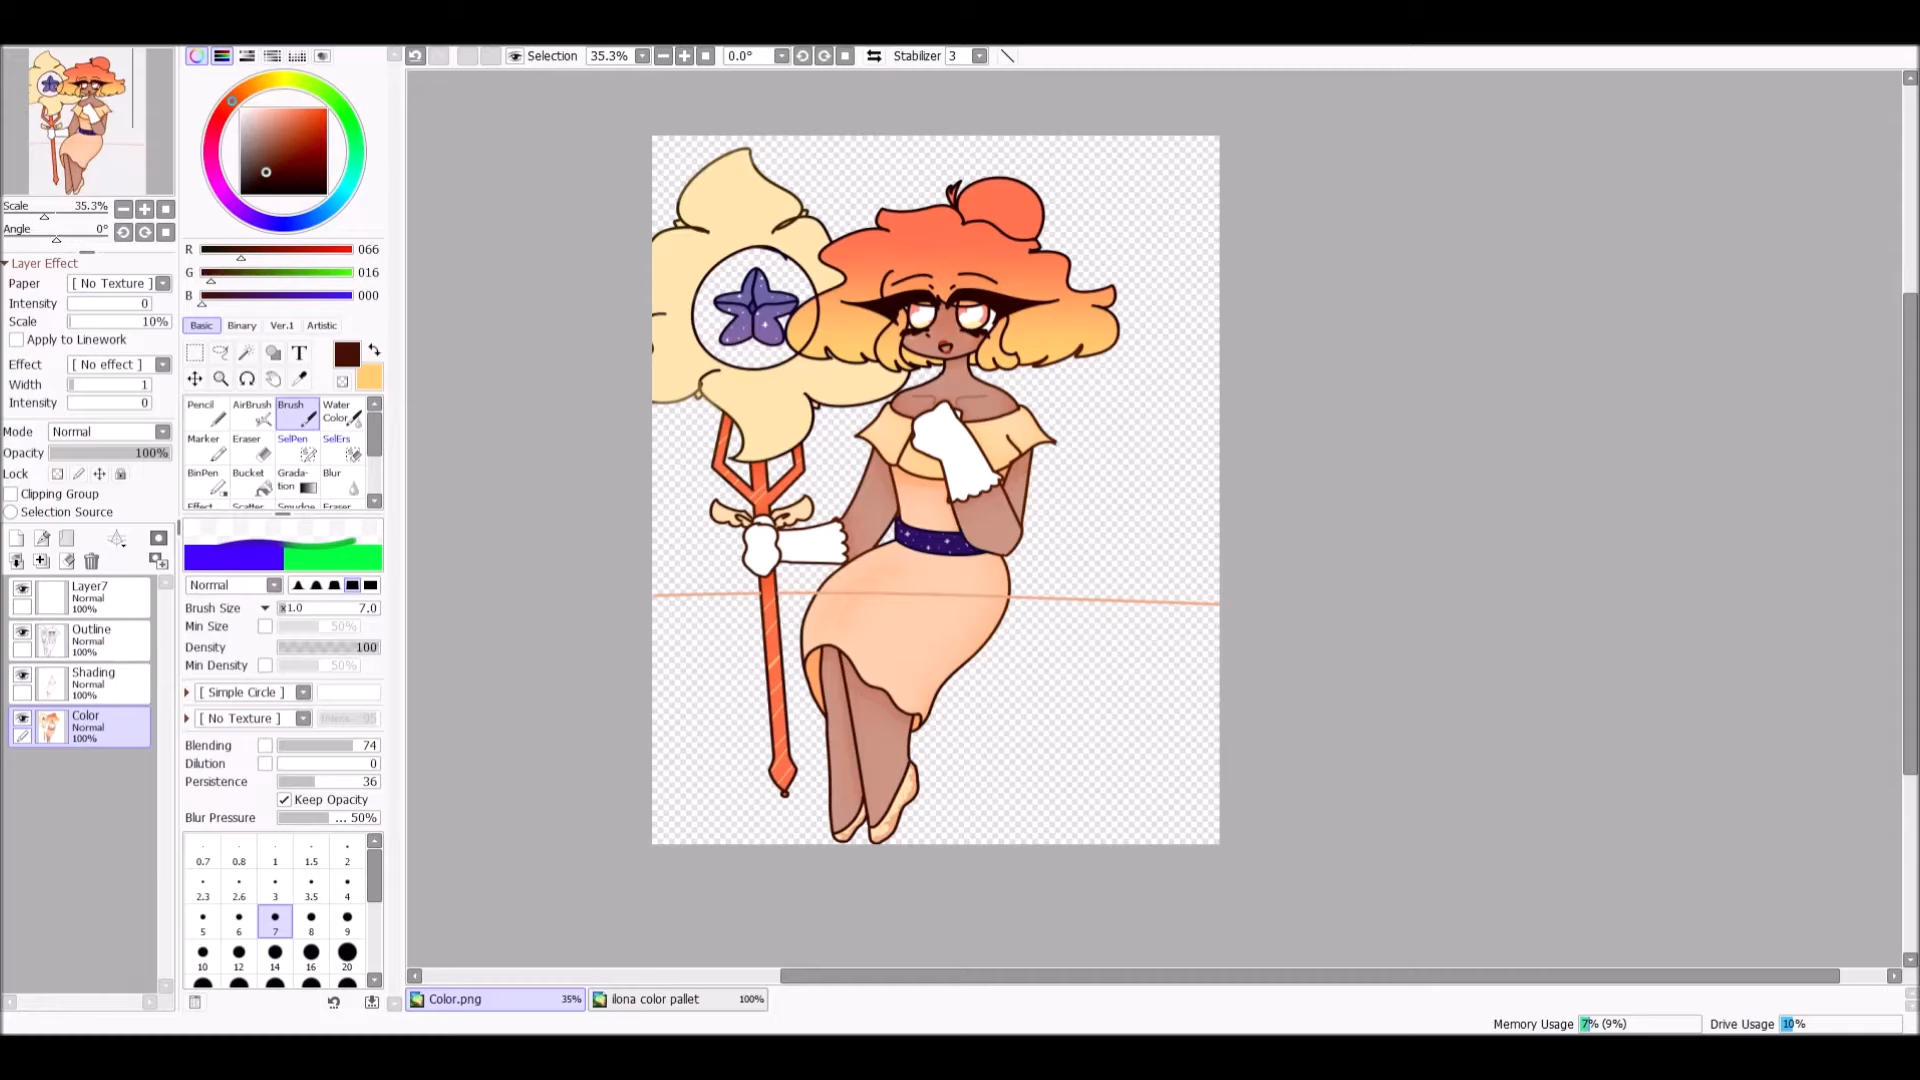 Selection 35.3% 0.0° Stabilizer 3
Scale 35.3%
Angle 0°
Layer Effect
Paper [ No Texture ]
Intensity 0
Scale 10%
Apply to Linework
Effect [ No effect ]
Width 1
Intensity 0
Mode Normal
Opacity 100%
Lock
Clipping Group
Selection Source
Layer7
Normal
100%
Outline
Normal
100%
Shading
Normal
100%
Color
Normal
100%
R 066
G 016
B 000
Basic Binary Ver.1 Artistic
T
Pencil AirBrush Brush Water Color
Marker Eraser SelPen SelErs
BinPen Bucket Grada-tion Blur
Effect Scatter Smudge Eraser
Normal
Brush Size x1.0 7.0
Min Size 50%
Density 100
Min Density 50%
[ Simple Circle ]
[ No Texture ] 95
Blending 74
Dilution 0
Persistence 36
Keep Opacity
Blur Pressure ... 50%
0.7 0.8 1 1.5 2
2.3 2.6 3 3.5 4
5 6 7 8 9
10 12 14 16 20
Color.png 35% ilona color pallet 100%
Memory Usage 7% (9%) Drive Usage 10%